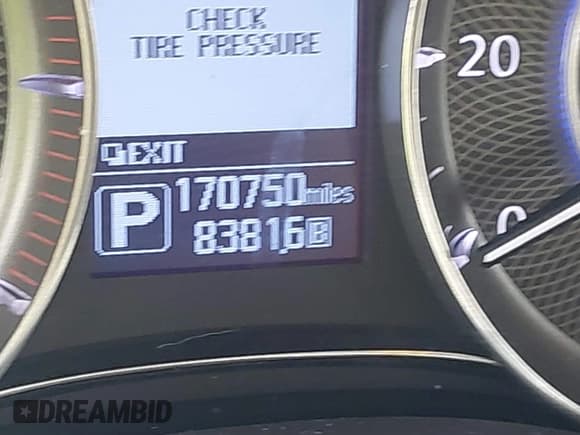 CHECK
TIRE PRESSURE
EXIT
P
170750 miles
8381.6 B
20
0
DREAMBID